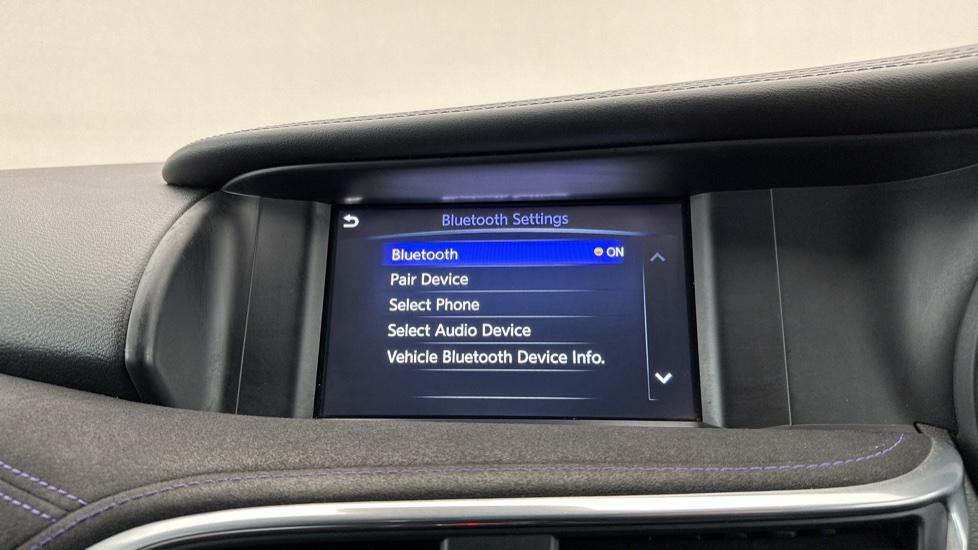 Bluetooth Settings
Bluetooth ON
Pair Device
Select Phone
Select Audio Device
Vehicle Bluetooth Device Info.